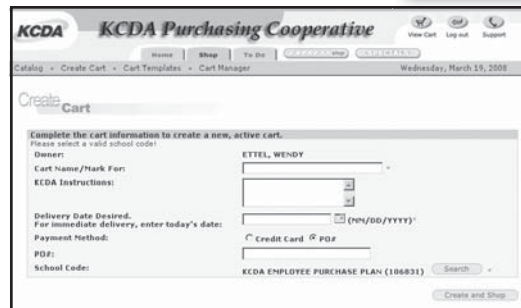 KCDA KCDA Purchasing Cooperative
View Cart Log out Support
Home Shop To Do
Catalog • Create Cart • Cart Templates • Cart Manager Wednesday, March 19, 2008
Create Cart
Complete the cart information to create a new, active cart.
Please select a valid school code!
Owner: ETTEL, WENDY
Cart Name/Mark For: *
KCDA Instructions:
Delivery Date Desired.
For immediate delivery, enter today's date: (MM/DD/YYYY)*
Payment Method: Credit Card PO#
PO#:
School Code: KCDA EMPLOYEE PURCHASE PLAN (186831) Search *
Create and Shop